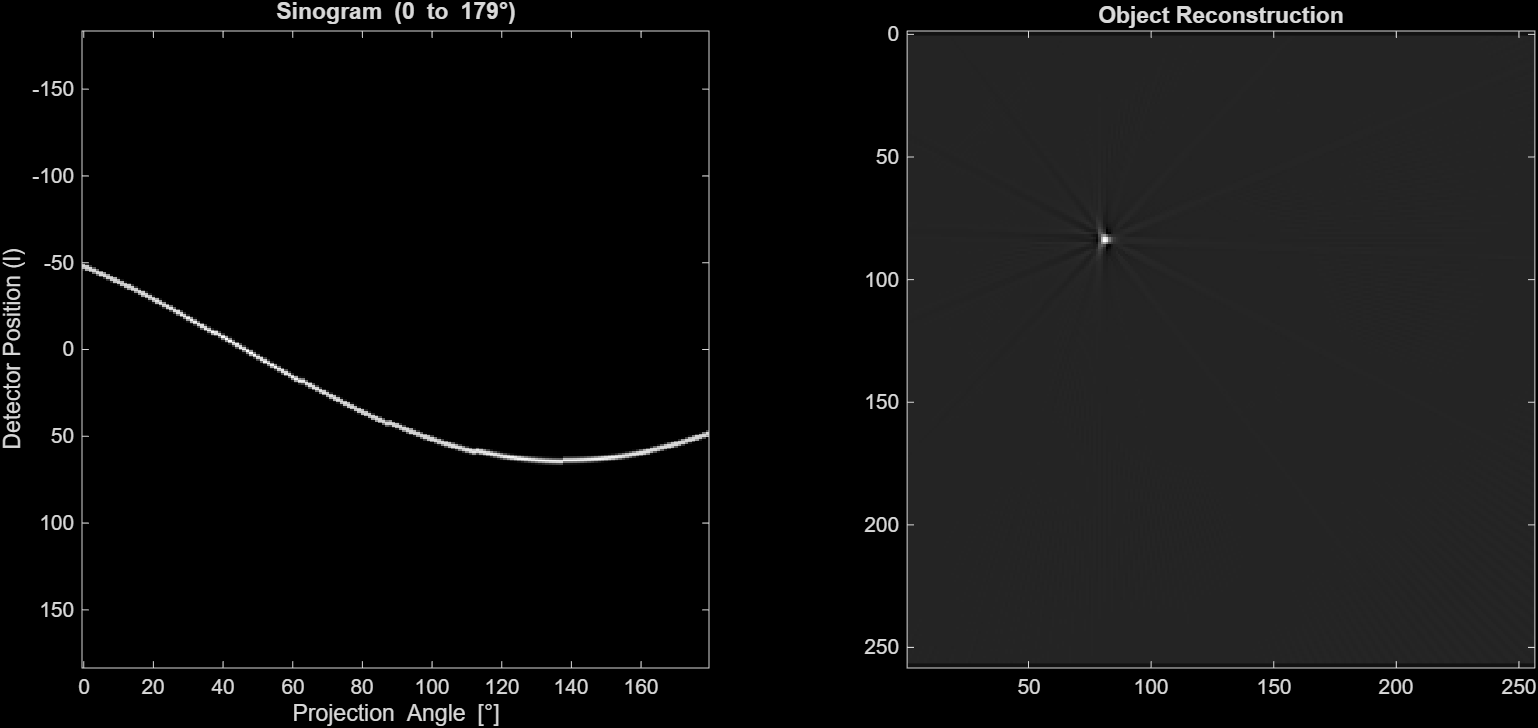 Sinogram (0 to 179°)
Detector Position (l)
-150
-100
-50
0
50
100
150
0 20 40 60 80 100 120 140 160
Projection Angle [°]
Object Reconstruction
0
50
100
150
200
250
50 100 150 200 250